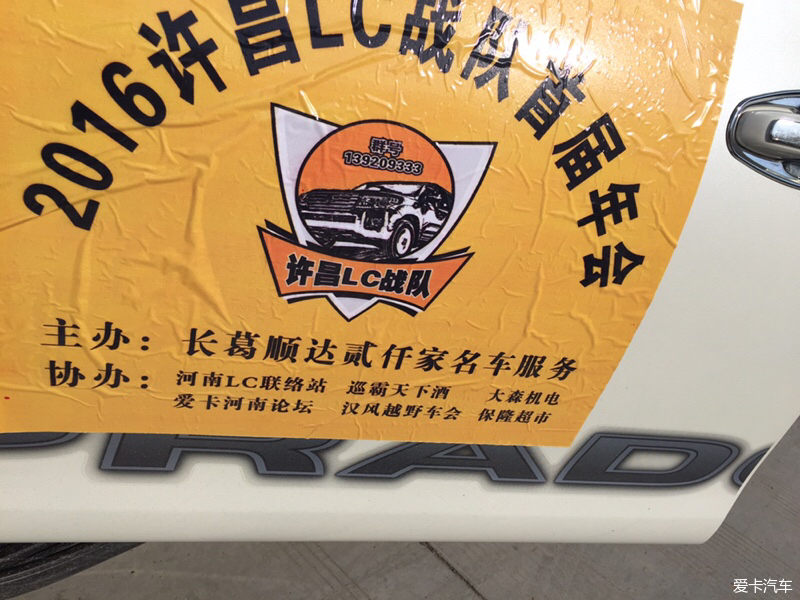 2016许昌LC战队首届年会
群号
139209333
许昌LC战队
主办：长葛顺达贰仟家名车服务
协办：河南LC联络站 巡霸天下酒 大森机电
爱卡河南论坛 汉风越野车会 保隆超市
RADO
爱卡汽车